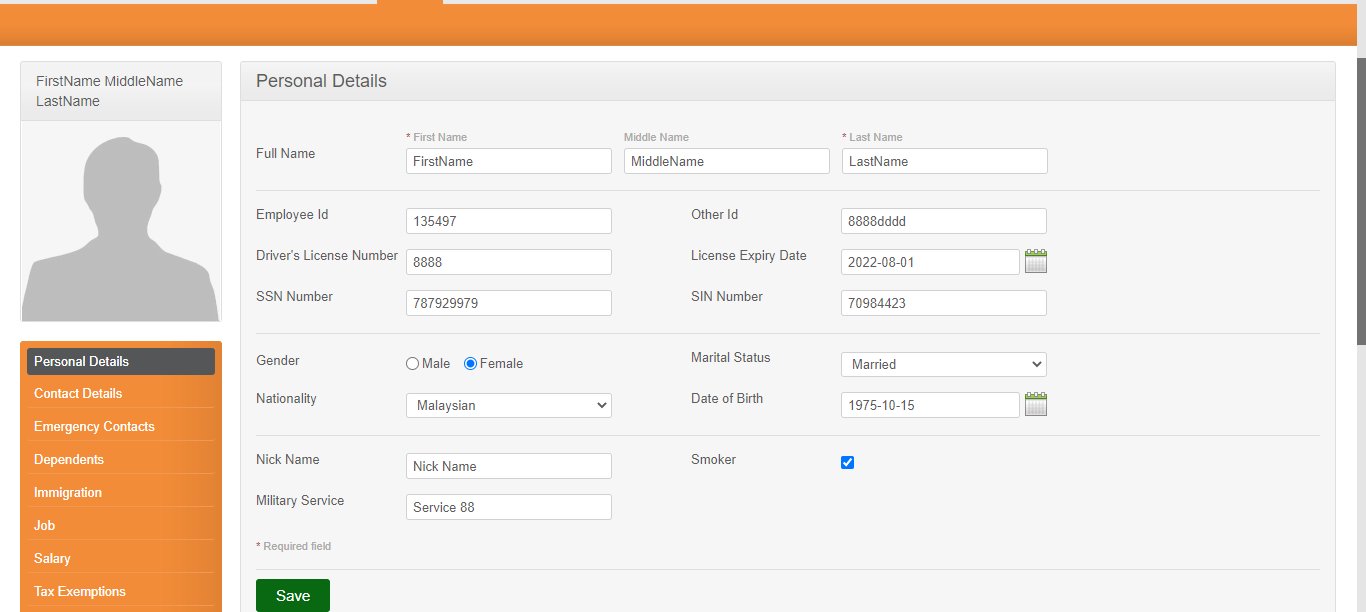 FirstName MiddleName
LastName
Personal Details
Contact Details
Emergency Contacts
Dependents
Immigration
Job
Salary
Tax Exemptions
Personal Details
* First Name Middle Name * Last Name
Full Name FirstName MiddleName LastName
Employee Id 135497 Other Id 8888dddd
Driver's License Number 8888 License Expiry Date 2022-08-01
SSN Number 787929979 SIN Number 70984423
Gender Male Female Marital Status Married
Nationality Malaysian Date of Birth 1975-10-15
Nick Name Nick Name Smoker
Military Service Service 88
* Required field
Save